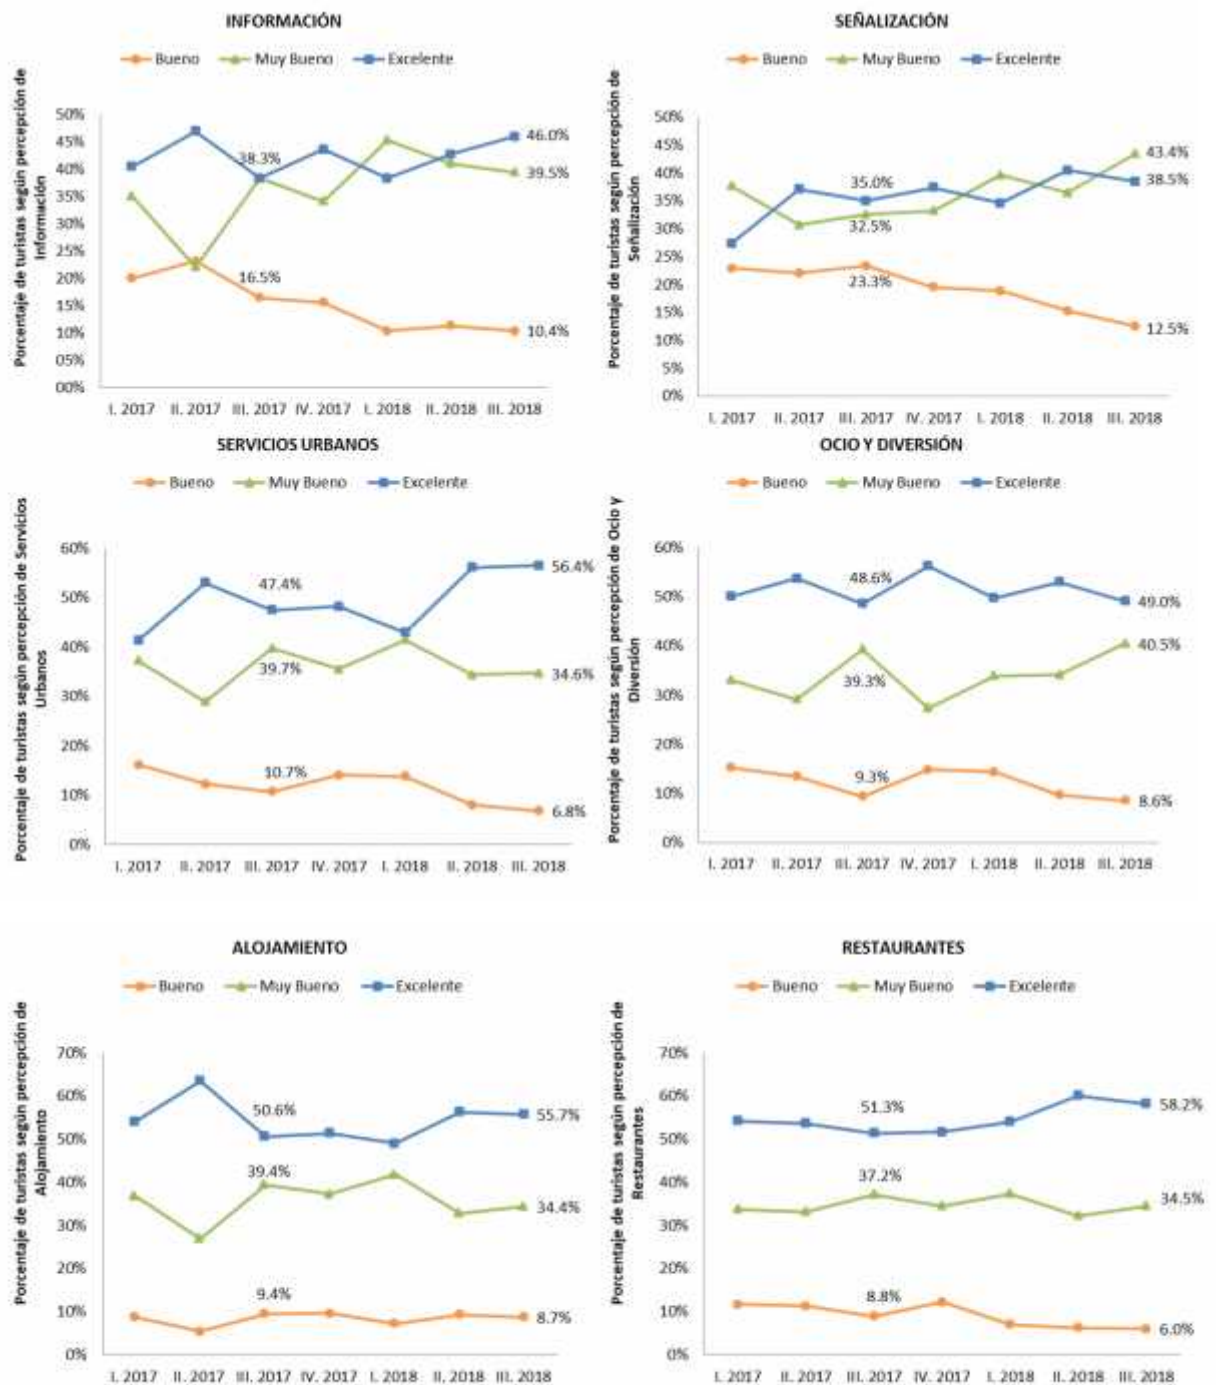 INFORMACIÓN
Bueno Muy Bueno Excelente
Porcentaje de turistas según percepción de
Información
50%
45%
40%
35%
30%
25%
20%
15%
10%
05%
00%
38.3%
16.5%
46.0%
39.5%
10.4%
I. 2017 II. 2017 III. 2017 IV. 2017 I. 2018 II. 2018 III. 2018
SEÑALIZACIÓN
Bueno Muy Bueno Excelente
Porcentaje de turistas según percepción de
Señalización
50%
45%
40%
35%
30%
25%
20%
15%
10%
5%
0%
35.0%
32.5%
23.3%
43.4%
38.5%
12.5%
I. 2017 II. 2017 III. 2017 IV. 2017 I. 2018 II. 2018 III. 2018
SERVICIOS URBANOS
Bueno Muy Bueno Excelente
Porcentaje de turistas según percepción de Servicios
Urbanos
60%
50%
40%
30%
20%
10%
0%
47.4%
39.7%
10.7%
56.4%
34.6%
6.8%
I. 2017 II. 2017 III. 2017 IV. 2017 I. 2018 II. 2018 III. 2018
OCIO Y DIVERSIÓN
Bueno Muy Bueno Excelente
Porcentaje de turistas según percepción de Ocio y
Diversión
60%
50%
40%
30%
20%
10%
0%
48.6%
39.3%
9.3%
49.0%
40.5%
8.6%
I. 2017 II. 2017 III. 2017 IV. 2017 I. 2018 II. 2018 III. 2018
ALOJAMIENTO
Bueno Muy Bueno Excelente
Porcentaje de turistas según percepción de
Alojamiento
70%
60%
50%
40%
30%
20%
10%
0%
50.6%
39.4%
9.4%
55.7%
34.4%
8.7%
I. 2017 II. 2017 III. 2017 IV. 2017 I. 2018 II. 2018 III. 2018
RESTAURANTES
Bueno Muy Bueno Excelente
Porcentaje de turistas según percepción de
Restaurantes
70%
60%
50%
40%
30%
20%
10%
0%
51.3%
37.2%
8.8%
58.2%
34.5%
6.0%
I. 2017 II. 2017 III. 2017 IV. 2017 I. 2018 II. 2018 III. 2018